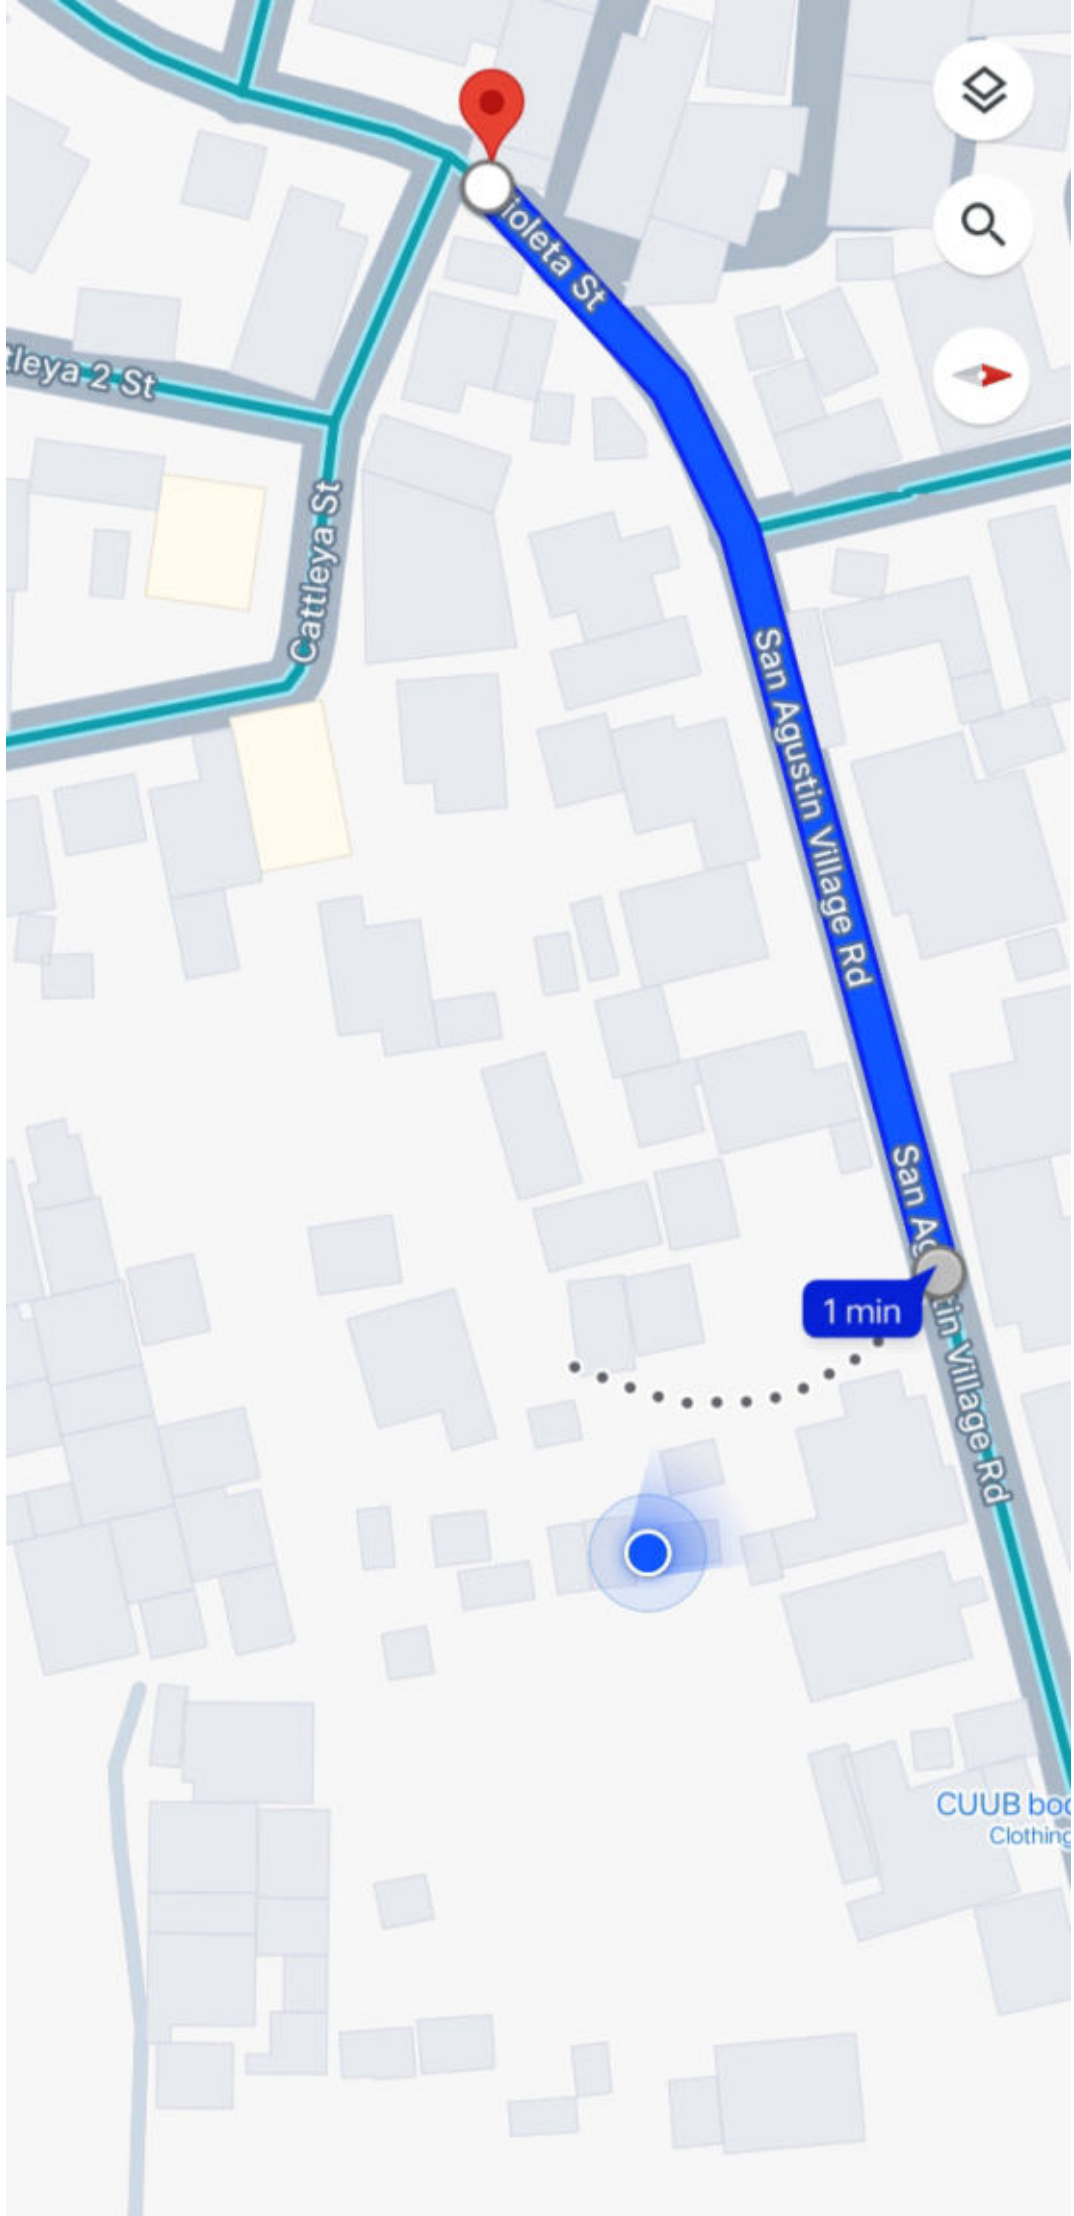 ioleta St
tleya 2 St
Cattleya St
San Agustin Village Rd
San Ag
tin Village Rd
1 min
CUUB boo
Clothing